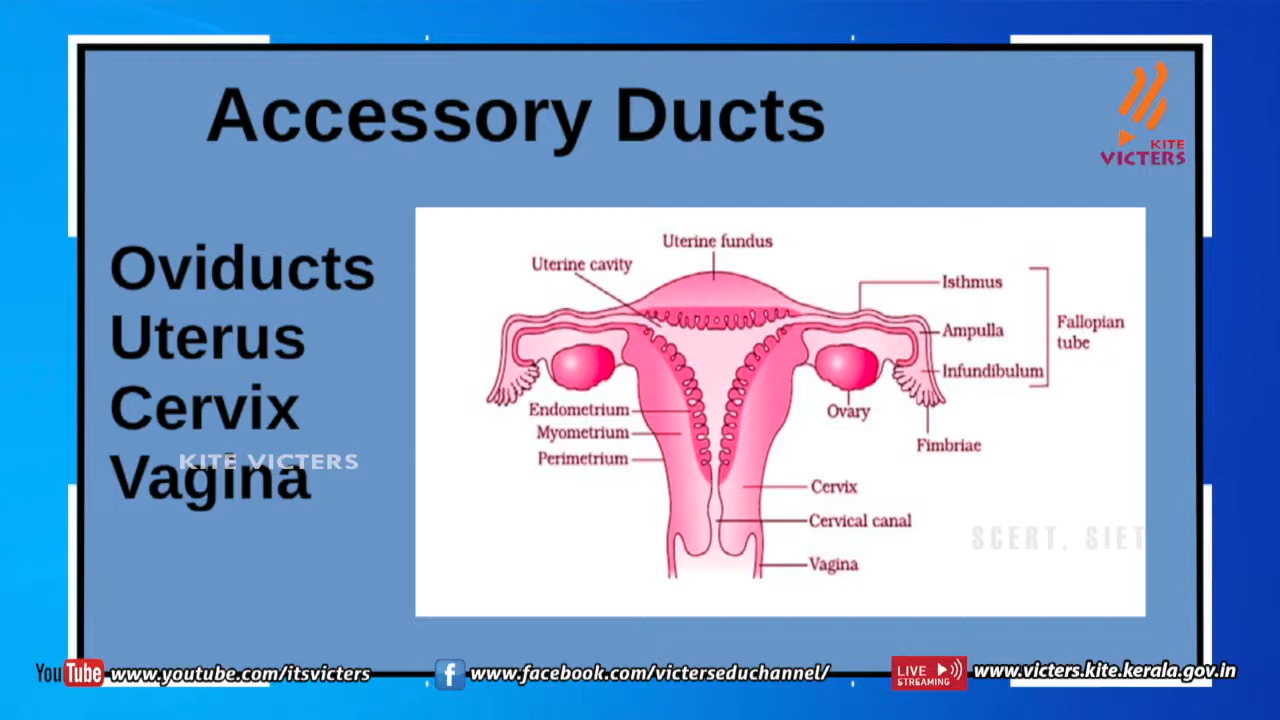 Accessory Ducts
KITE
VICTERS
Oviducts
Uterus
Cervix
Vagina
KITE VICTERS
Uterine fundus
Uterine cavity
Isthmus
Ampulla
Fallopian
tube
Infundibulum
Endometrium
Ovary
Myometrium
Fimbriae
Perimetrium
Cervix
Cervical canal
Vagina
SCERT, SIET
YouTube www.youtube.com/itsvicters
f www.facebook.com/victerseduchannel/
LIVE
STREAMING
www.victers.kite.kerala.gov.in